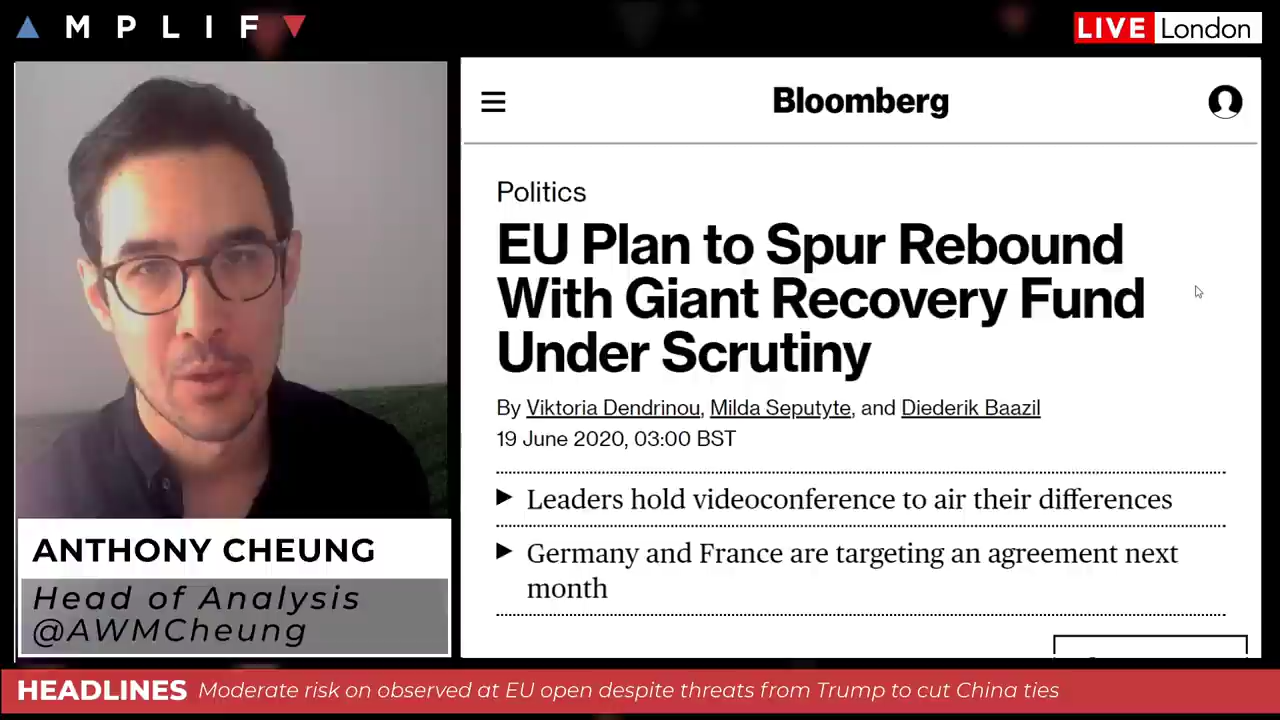 AMPLIFY
LIVE London
Bloomberg
Politics
EU Plan to Spur Rebound
With Giant Recovery Fund
Under Scrutiny
By Viktoria Dendrinou, Milda Seputyte, and Diederik Baazil
19 June 2020, 03:00 BST
Leaders hold videoconference to air their differences
Germany and France are targeting an agreement next
month
ANTHONY CHEUNG
Head of Analysis
@AWMCheung
HEADLINES Moderate risk on observed at EU open despite threats from Trump to cut China ties